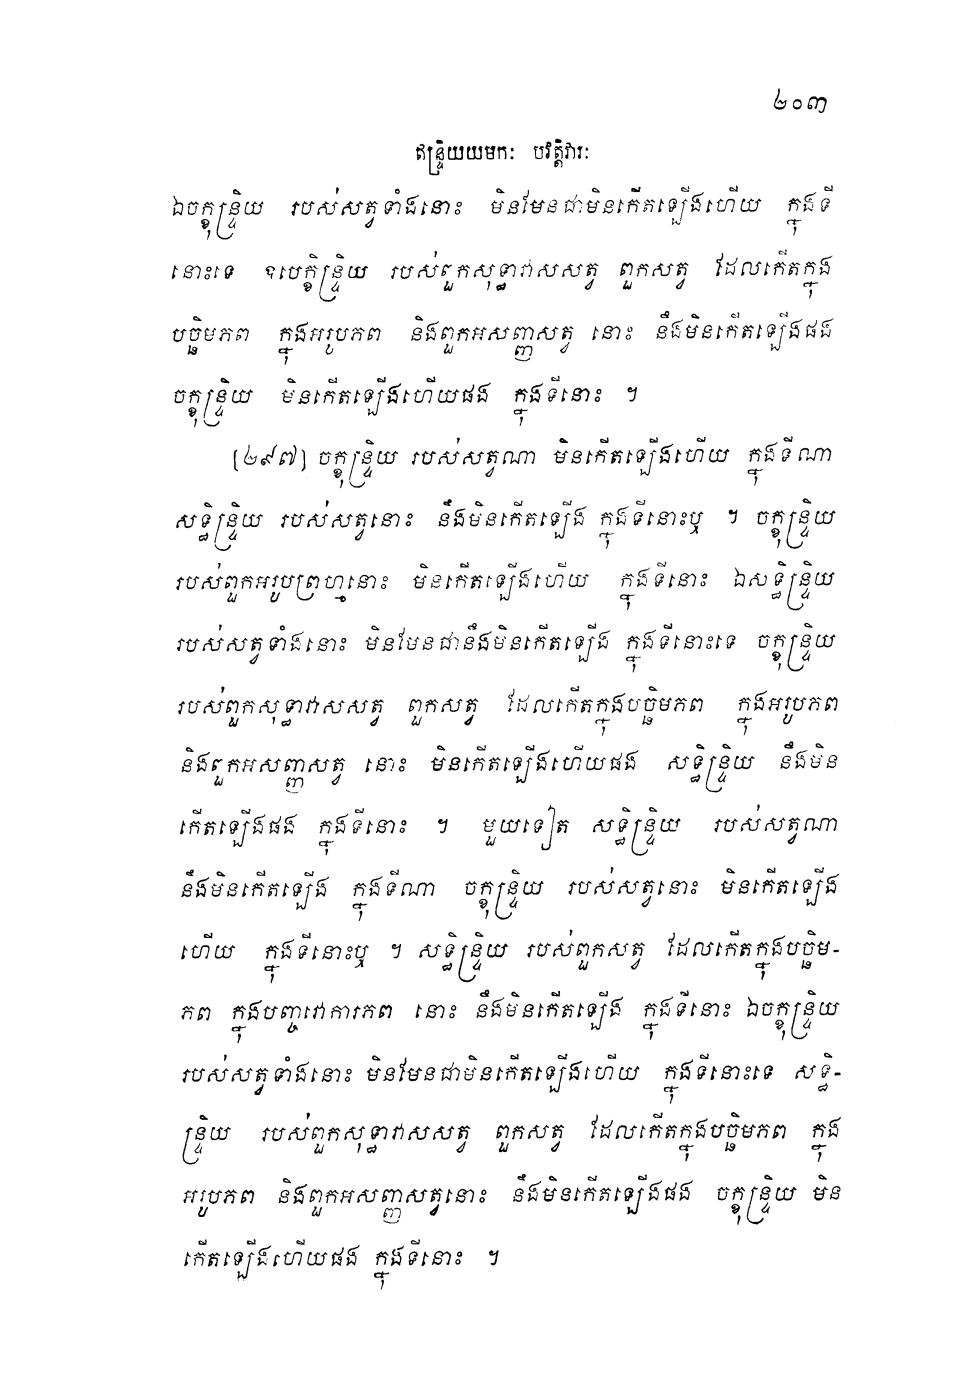 ២០៣
ឥន្ទ្រិយយមកៈ បវត្តិវារៈ
ឯចក្ខុន្ទ្រិយ របស់សត្វទាំងនោះ មិនមែនជាមិនកើតឡើងហើយ ក្នុងទី
នោះទេ ឧបេក្ខិន្ទ្រិយ របស់ពួកសុទ្ធាវាសសត្វ ពួកសត្វ ដែលកើតក្នុង
បច្ឆិមភព ក្នុងអរូបភព និងពួកអសញ្ញសត្វ នោះ នឹងមិនកើតឡើងផង
ចក្ខុន្ទ្រិយ មិនកើតឡើងហើយផង ក្នុងទីនោះ ។
[២៩៧] ចក្ខុន្ទ្រិយ របស់សត្វណា មិនកើតឡើងហើយ ក្នុងទីណា
សទ្ធិន្ទ្រិយ របស់សត្វនោះ នឹងមិនកើតឡើង ក្នុងទីនោះឬ ។ ចក្ខុន្ទ្រិយ
របស់ពួកអរូបព្រហ្មនោះ មិនកើតឡើងហើយ ក្នុងទីនោះ ឯសទ្ធិន្ទ្រិយ
របស់សត្វទាំងនោះ មិនមែនជានឹងមិនកើតឡើង ក្នុងទីនោះទេ ចក្ខុន្ទ្រិយ
របស់ពួកសុទ្ធាវាសសត្វ ពួកសត្វ ដែលកើតក្នុងបច្ឆិមភព ក្នុងអរូបភព
និងពួកអសញ្ញសត្វ នោះ មិនកើតឡើងហើយផង សទ្ធិន្ទ្រិយ នឹងមិន
កើតឡើងផង ក្នុងទីនោះ ។ មួយទៀត សទ្ធិន្ទ្រិយ របស់សត្វណា
នឹងមិនកើតឡើង ក្នុងទីណា ចក្ខុន្ទ្រិយ របស់សត្វនោះ មិនកើតឡើង
ហើយ ក្នុងទីនោះឬ ។ សទ្ធិន្ទ្រិយ របស់ពួកសត្វ ដែលកើតក្នុងបច្ឆិម-
ភព ក្នុងបញ្ចវោការភព នោះ នឹងមិនកើតឡើង ក្នុងទីនោះ ឯចក្ខុន្ទ្រិយ
របស់សត្វទាំងនោះ មិនមែនជាមិនកើតឡើងហើយ ក្នុងទីនោះទេ សទ្ធិ-
ន្ទ្រិយ របស់ពួកសុទ្ធាវាសសត្វ ពួកសត្វ ដែលកើតក្នុងបច្ឆិមភព ក្នុង
អរូបភព និងពួកអសញ្ញសត្វនោះ នឹងមិនកើតឡើងផង ចក្ខុន្ទ្រិយ មិន
កើតឡើងហើយផង ក្នុងទីនោះ ។